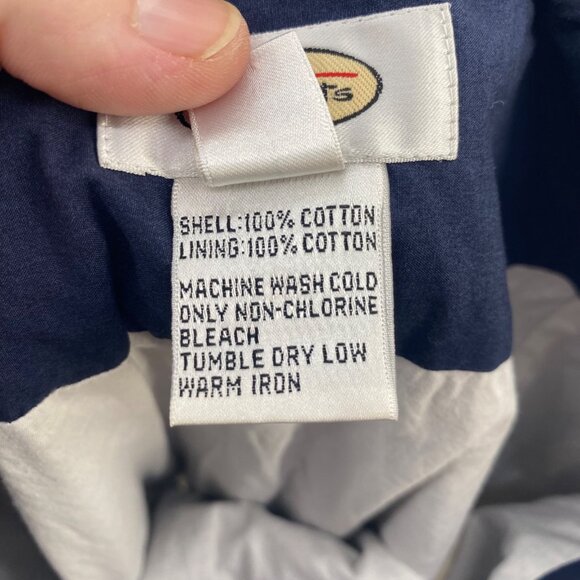 SHELL:100% COTTON
LINING:100% COTTON
MACHINE WASH COLD
ONLY NON-CHLORINE
BLEACH
TUMBLE DRY LOW
WARM IRON